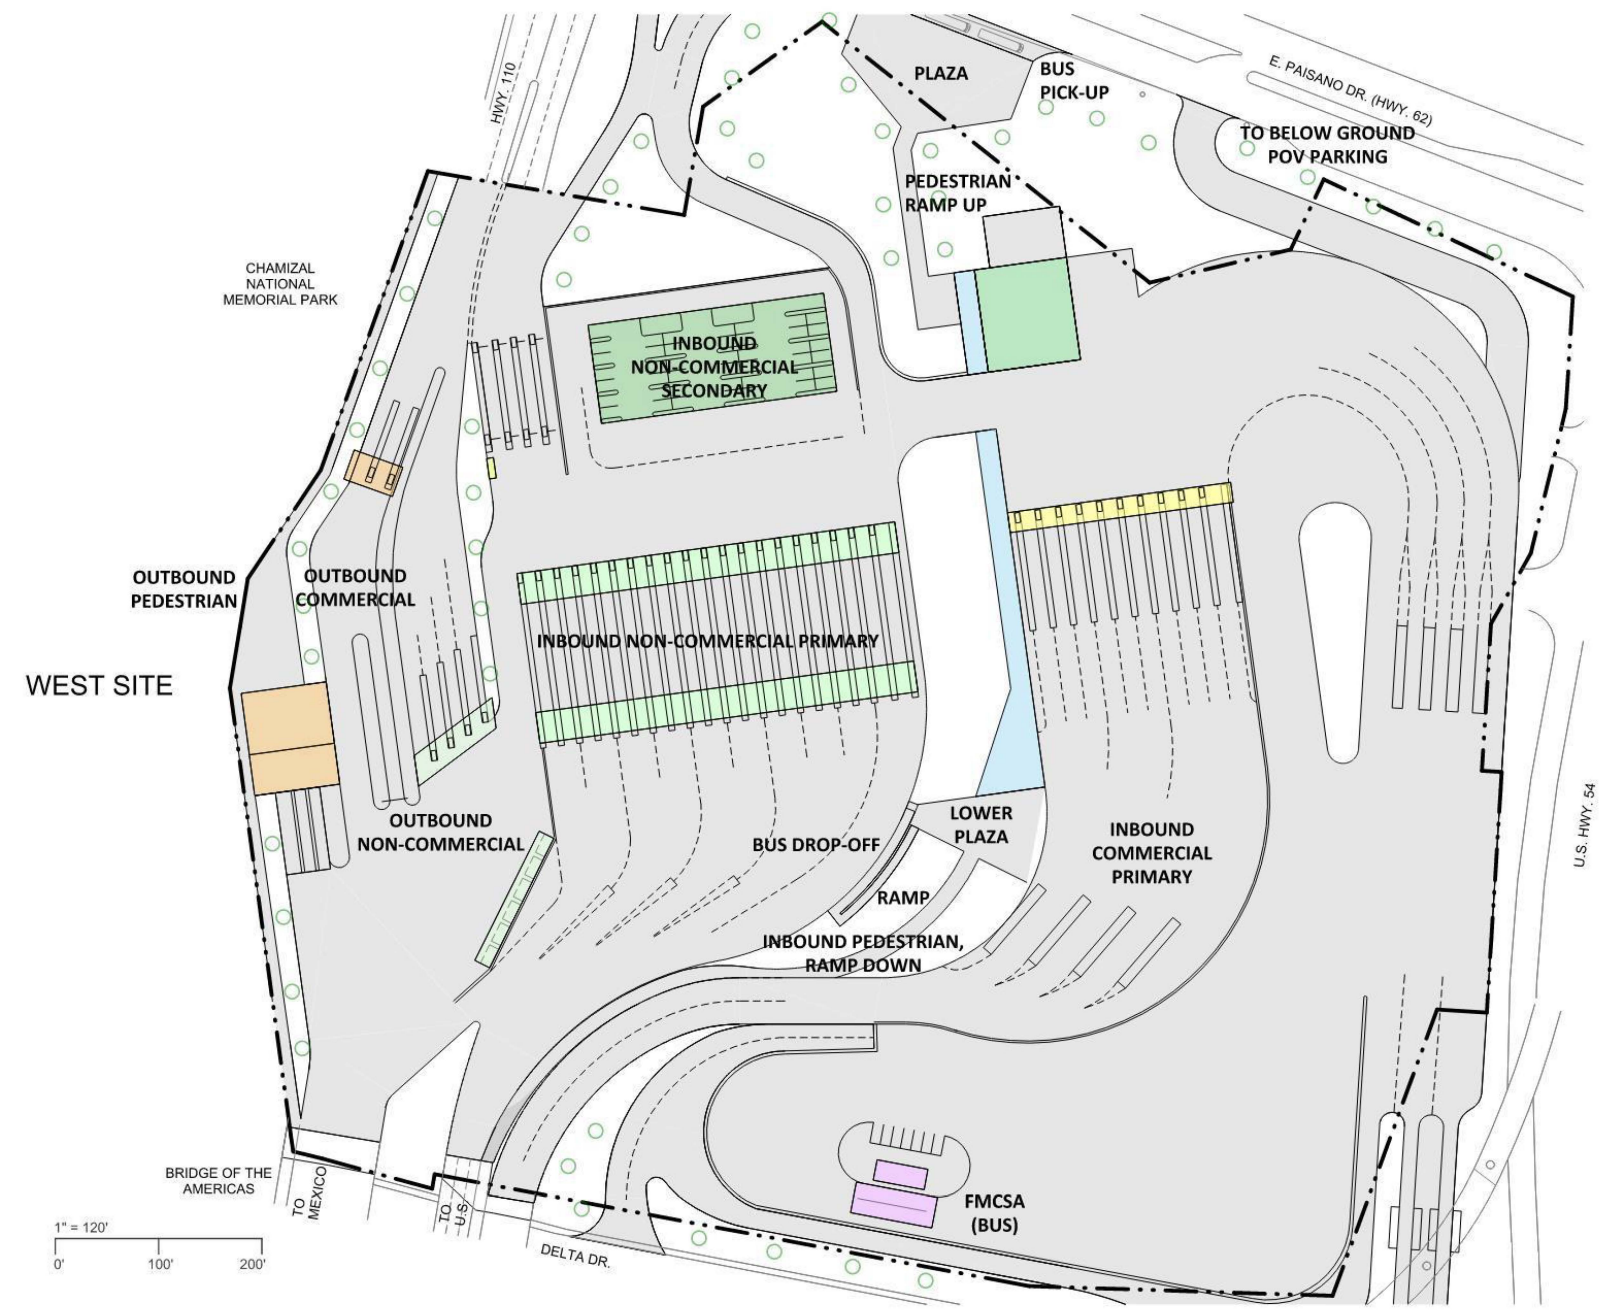 HWY. 110
PLAZA
BUS
PICK-UP
E. PAISANO DR. (HWY. 62)
TO BELOW GROUND
POV PARKING
PEDESTRIAN
RAMP UP
CHAMIZAL
NATIONAL
MEMORIAL PARK
INBOUND
NON-COMMERCIAL
SECONDARY
OUTBOUND
PEDESTRIAN
OUTBOUND
COMMERCIAL
INBOUND NON-COMMERCIAL PRIMARY
WEST SITE
OUTBOUND
NON-COMMERCIAL
BUS DROP-OFF
LOWER
PLAZA
INBOUND
COMMERCIAL
PRIMARY
U.S. HWY. 54
RAMP
INBOUND PEDESTRIAN,
RAMP DOWN
BRIDGE OF THE
AMERICAS
TO
MEXICO
TO
U.S.
FMCSA
(BUS)
DELTA DR.
1" = 120'
0'
100'
200'